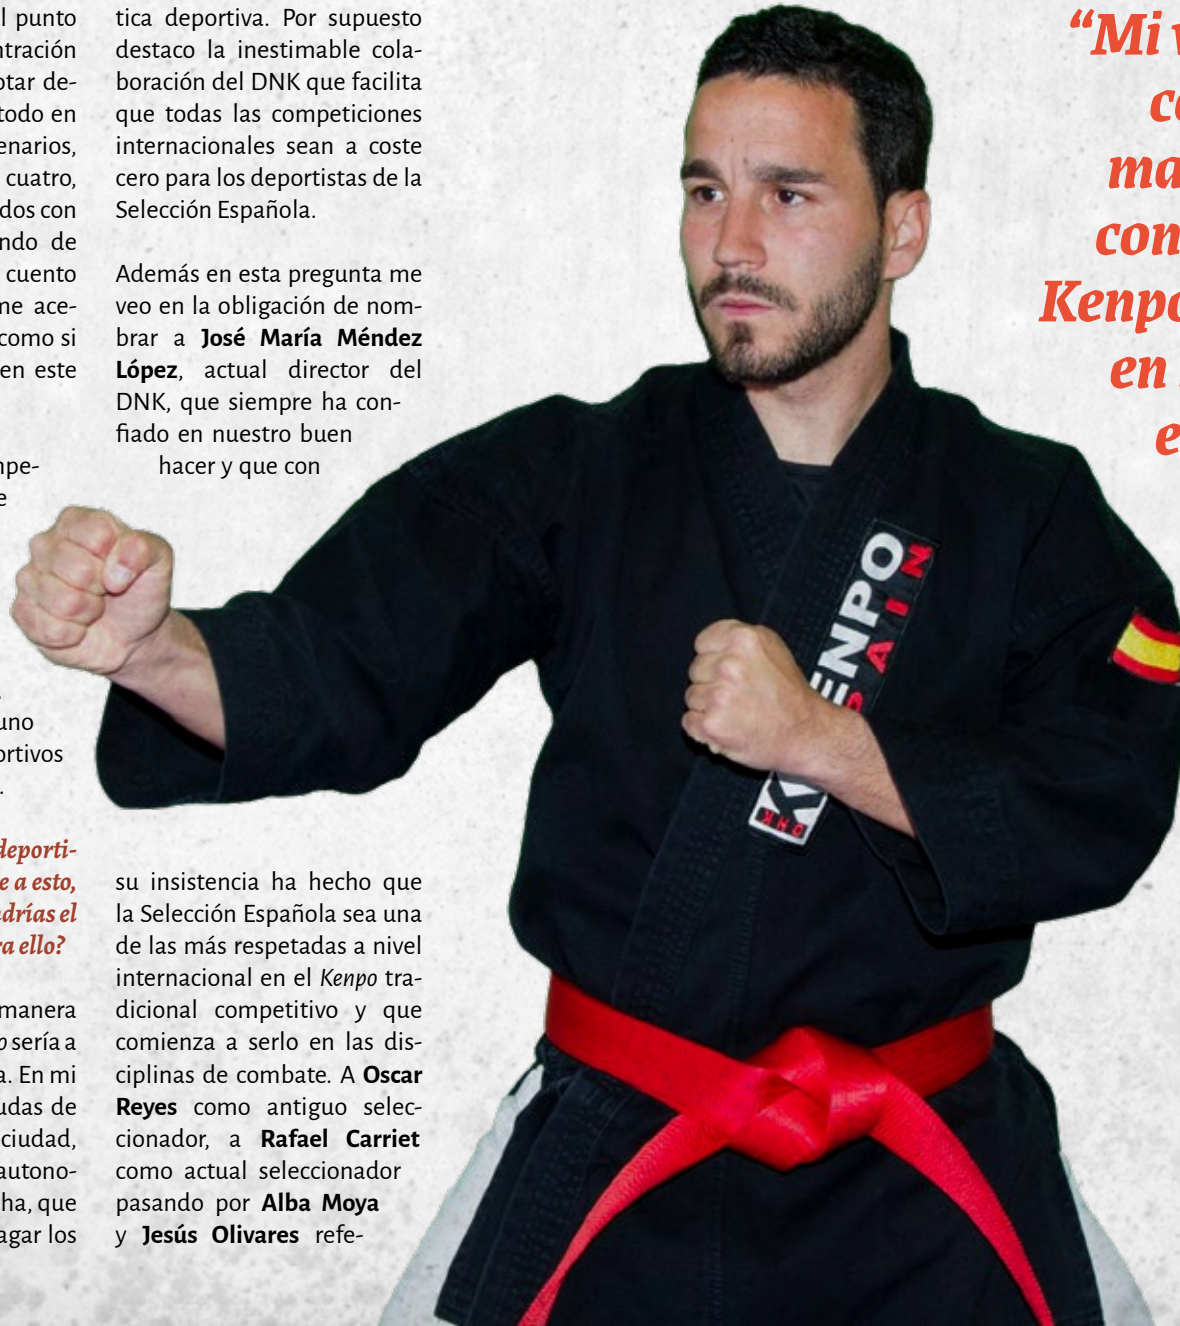 l punto
ntración
otar de-
todo en
enarios,
cuatro,
dos con
ndo de
cuento
me ace-
como si
en este
npe-
e
uno
ortivos
.
deporti-
e a esto,
ndrías el
ra ello?
manera
o sería a
a. En mi
udas de
ciudad,
autono-
ha, que
agar los
tica deportiva. Por supuesto
destaco la inestimable cola-
boración del DNK que facilita
que todas las competiciones
internacionales sean a coste
cero para los deportistas de la
Selección Española.
Además en esta pregunta me
veo en la obligación de nom-
brar a José María Méndez
López, actual director del
DNK, que siempre ha con-
fiado en nuestro buen
hacer y que con
su insistencia ha hecho que
la Selección Española sea una
de las más respetadas a nivel
internacional en el Kenpo tra-
dicional competitivo y que
comienza a serlo en las dis-
ciplinas de combate. A Oscar
Reyes como antiguo selec-
cionador, a Rafael Carriet
como actual seleccionador
pasando por Alba Moya
y Jesús Olivares refe-
“Mi v
co
ma
con
Kenpo
en
e
KENPO
SPAIN
DNK